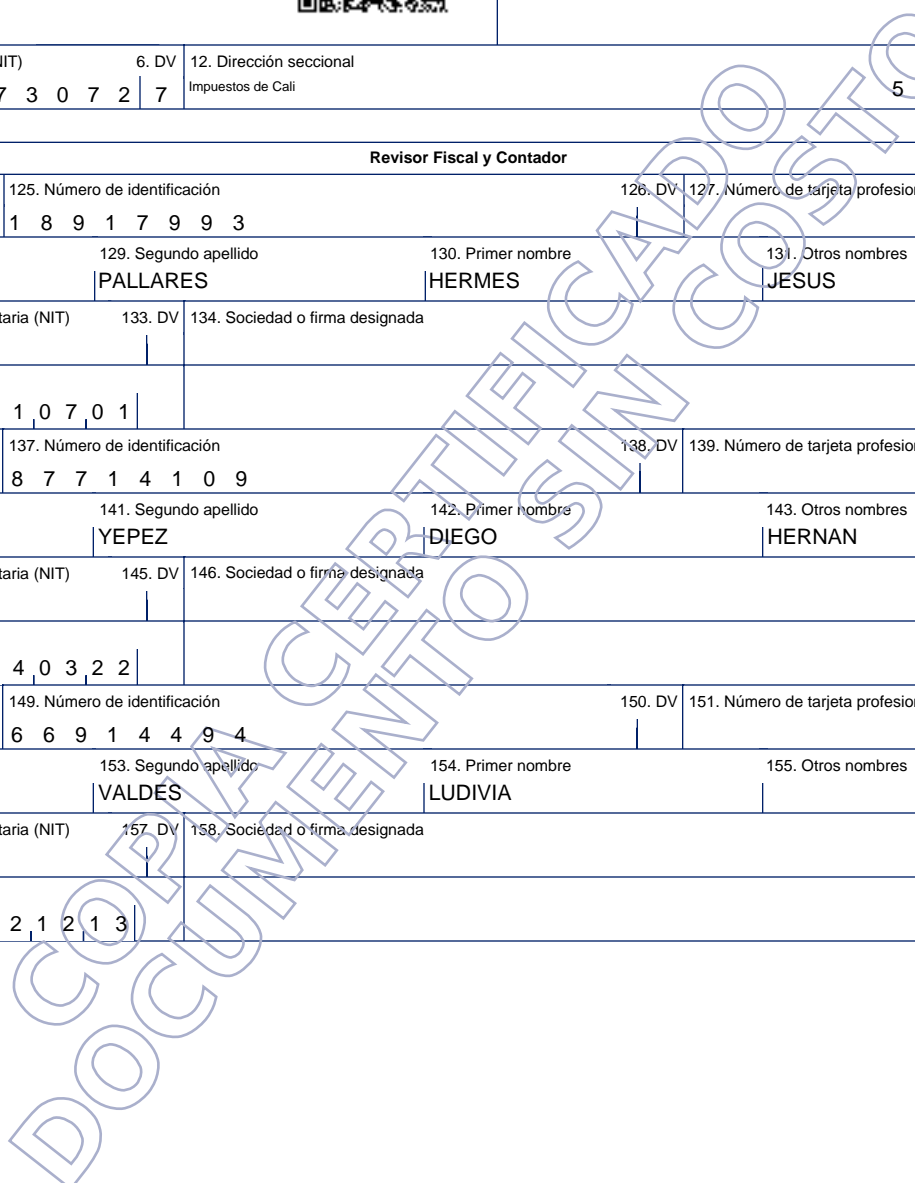 NIT) 6. DV 12. Dirección seccional
7 3 0 7 2 7 Impuestos de Cali 5
Revisor Fiscal y Contador
125. Número de identificación 126. DV 127. Número de tarjeta profesion
1 8 9 1 7 9 9 3
129. Segundo apellido 130. Primer nombre 131. Otros nombres
PALLARES HERMES JESUS
taria (NIT) 133. DV 134. Sociedad o firma designada
1 0 7 0 1
137. Número de identificación 138. DV 139. Número de tarjeta profesion
8 7 7 1 4 1 0 9
141. Segundo apellido 142. Primer nombre 143. Otros nombres
YEPEZ DIEGO HERNAN
taria (NIT) 145. DV 146. Sociedad o firma designada
4 0 3 2 2
149. Número de identificación 150. DV 151. Número de tarjeta profesion
6 6 9 1 4 4 9 4
153. Segundo apellido 154. Primer nombre 155. Otros nombres
VALDES LUDIVIA
taria (NIT) 157. DV 158. Sociedad o firma designada
2 1 2 1 3
COPIA CERTIFICADO
DOCUMENTO SIN COSTO